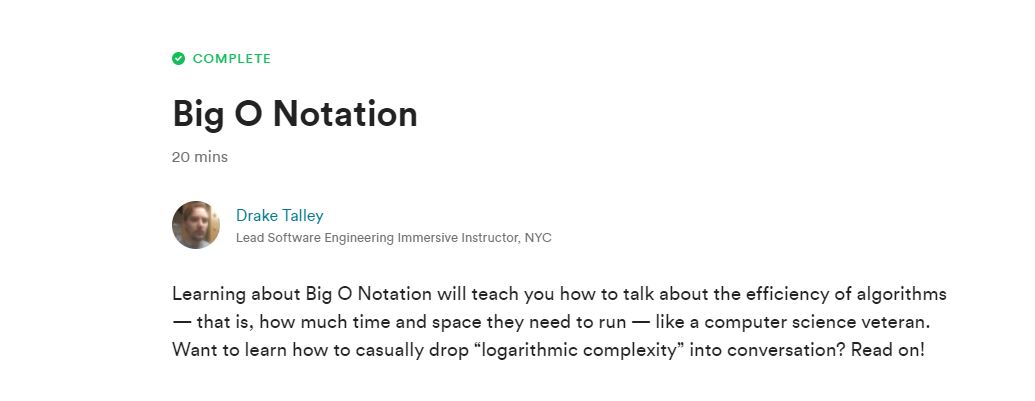 COMPLETE
Big O Notation
20 mins
Drake Talley
Lead Software Engineering Immersive Instructor, NYC
Learning about Big O Notation will teach you how to talk about the efficiency of algorithms
— that is, how much time and space they need to run — like a computer science veteran.
Want to learn how to casually drop “logarithmic complexity” into conversation? Read on!